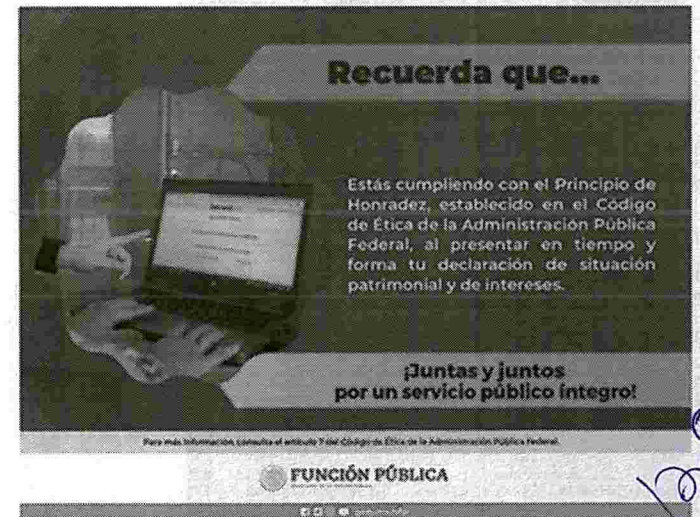 Recuerda que...
Estás cumpliendo con el Principio de
Honradez, establecido en el Código
de Ética de la Administración Pública
Federal, al presentar en tiempo y
forma tu declaración de situación
patrimonial y de intereses.
¡Juntas y juntos
por un servicio público íntegro!
Para más información, consulta el artículo 7 del Código de Ética de la Administración Pública Federal.
FUNCIÓN PÚBLICA